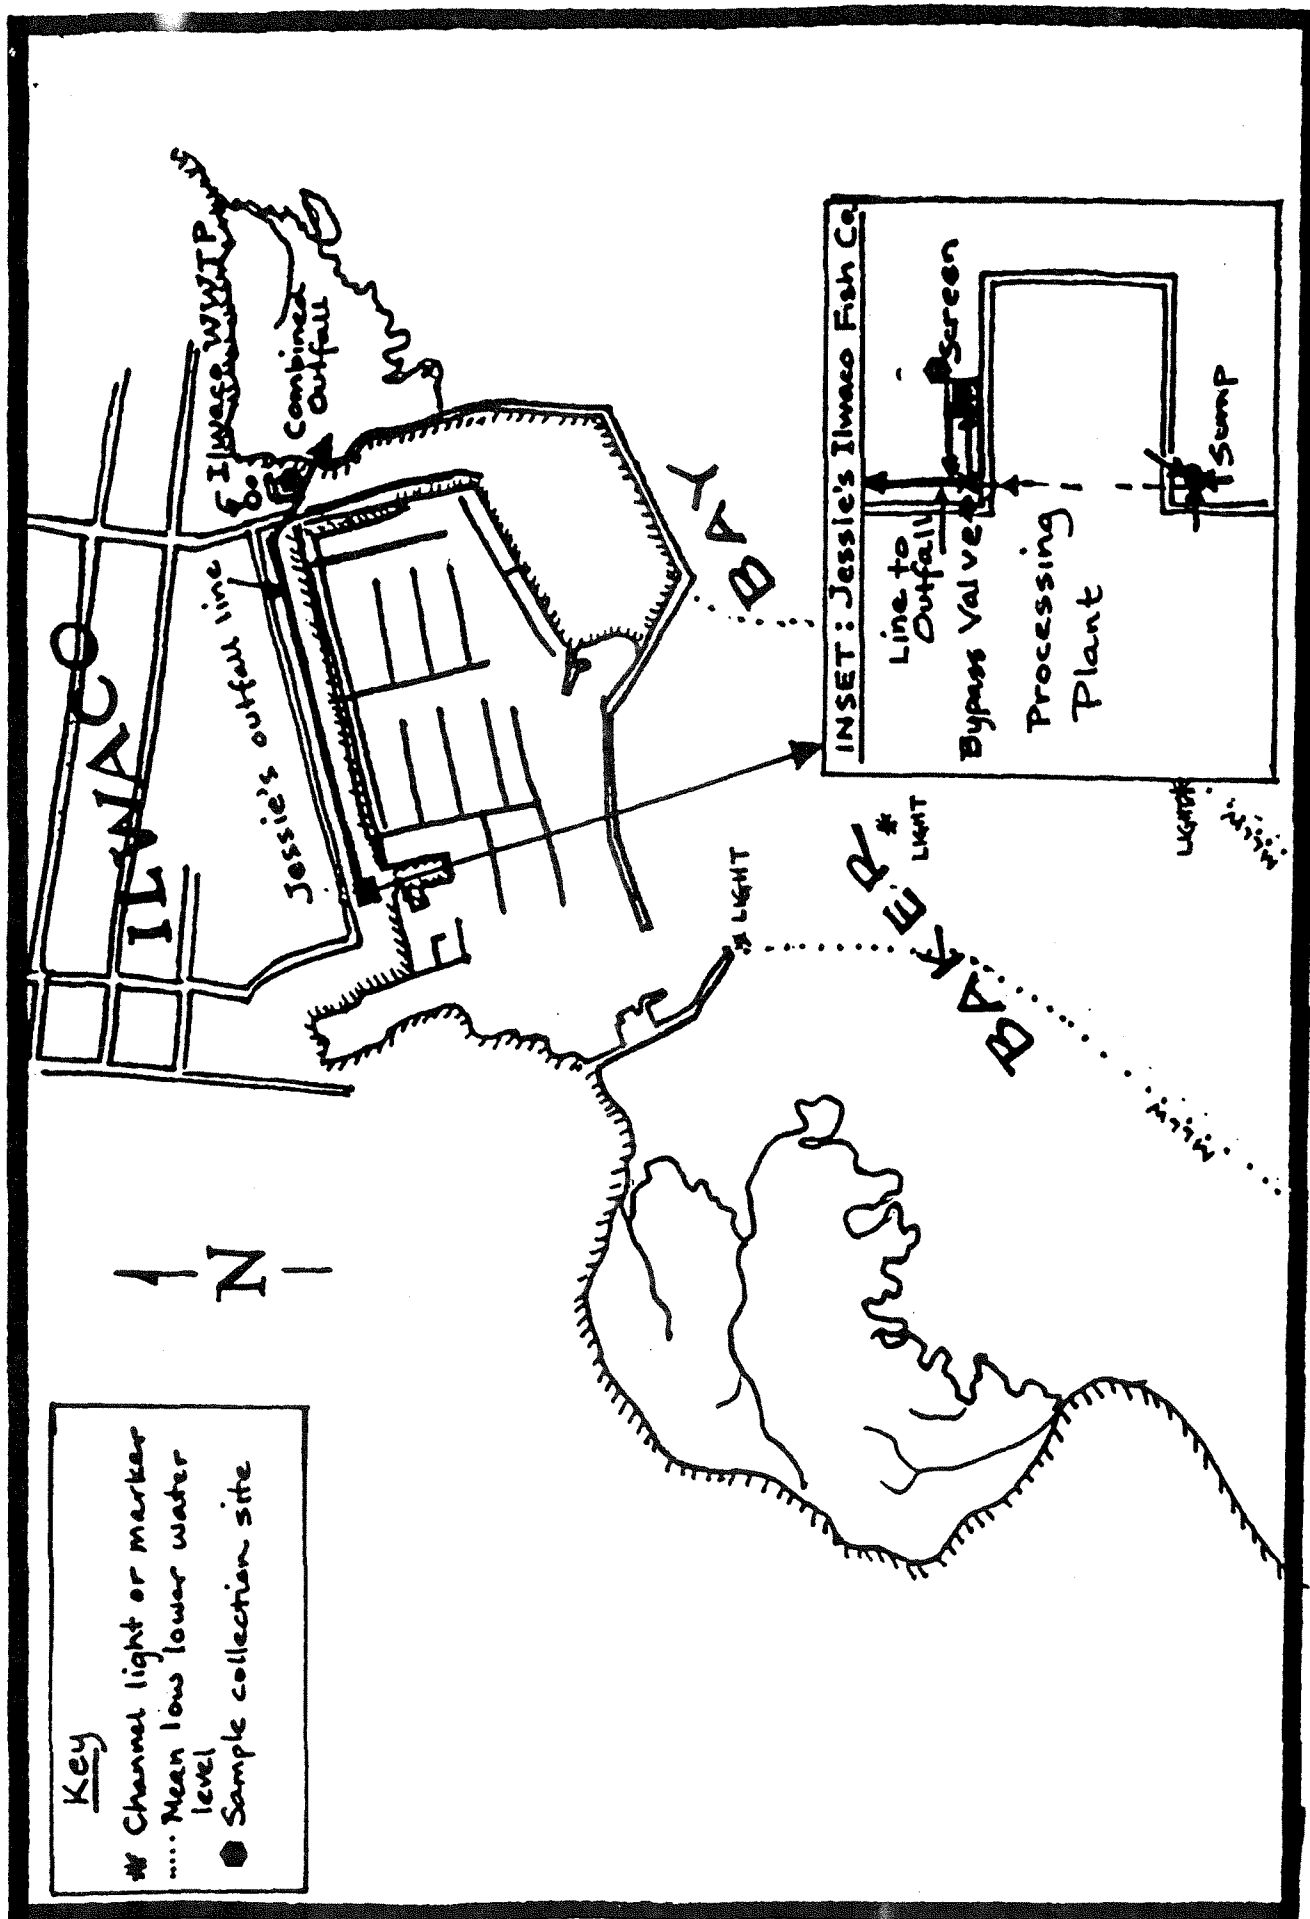 Key
* Channel light or marker
..... Mean low lower water
level
Sample collection site
N
ILWACO
Jessie's outfall line
Ilwaco WWTP
Combined
Outfall
LIGHT
LIGHT
LIGHT
MLLW
MLLW
BAKER
BAY
INSET: Jessie's Ilwaco Fish Co.
Line to
Outfall
Screen
Bypass Valve
Processing
Plant
Sump